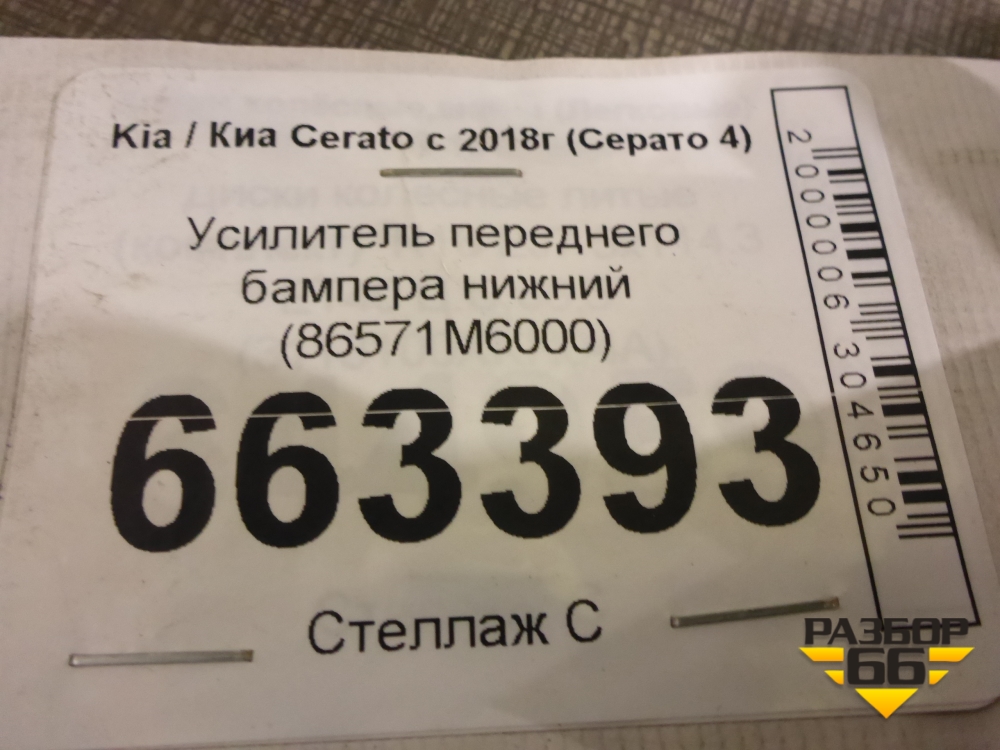 Kia / Киа Cerato с 2018г (Серато 4)
Усилитель переднего
бампера нижний
(86571M6000)
663393
Стеллаж С
2000006304650
РАЗБОР
66